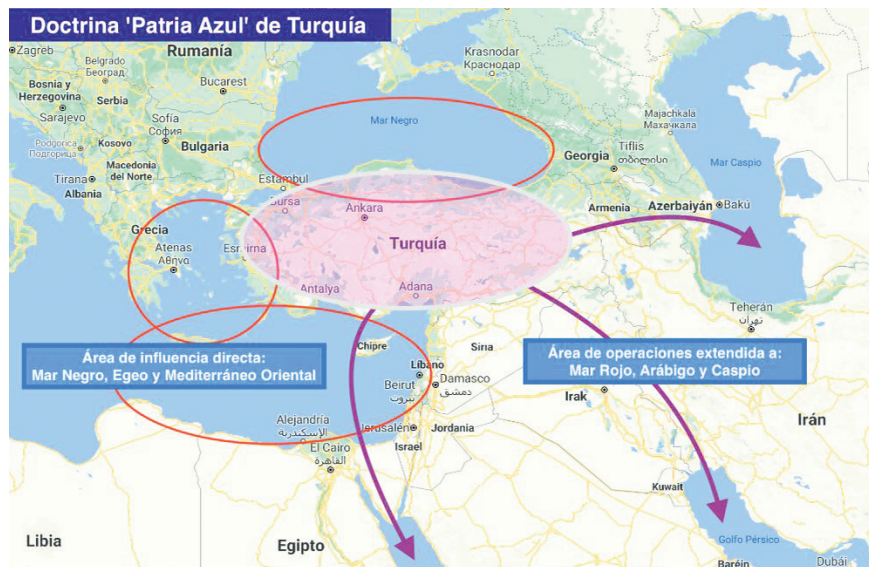 Doctrina 'Patria Azul' de Turquía
Zagreb
Belgrado
Београд
Rumanía
Krasnodar
Краснодар
Bosnia y
Herzegovina
Serbia
Bucarest
Sarajevo
Sofía
София
Mar Negro
Majachkala
Махачкала
Podgorica
Подгорица
Kosovo
Bulgaria
Georgia
Tiflis
თბილისი
Mar Caspio
Tirana
Macedonia
del Norte
Albania
Estambul
Bursa
Ankara
Armenia
Azerbaiyán
Bakú
Grecia
Atenas
Αθήνα
Esmirna
Turquía
Antalya
Adana
Teherán
تهران
Área de influencia directa:
Mar Negro, Egeo y Mediterráneo Oriental
Chipre
Siria
Área de operaciones extendida a:
Mar Rojo, Arábigo y Caspio
Líbano
Beirut
بيروت
Damasco
دمشق
Irak
Irán
Alejandría
الإسكندرية
Jerusalén
Jordania
El Cairo
القاهرة
Israel
Kuwait
Libia
Egipto
Golfo Pérsico
Baréin
Dubái